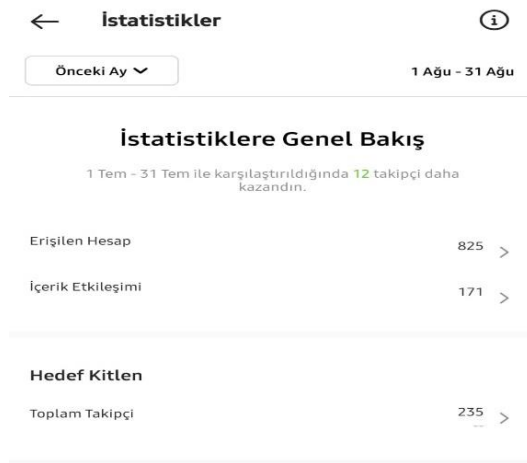 İstatistikler
Önceki Ay
1 Ağu - 31 Ağu
İstatistiklere Genel Bakış
1 Tem - 31 Tem ile karşılaştırıldığında 12 takipçi daha
kazandın.
Erişilen Hesap 825
İçerik Etkileşimi 171
Hedef Kitlen
Toplam Takipçi 235